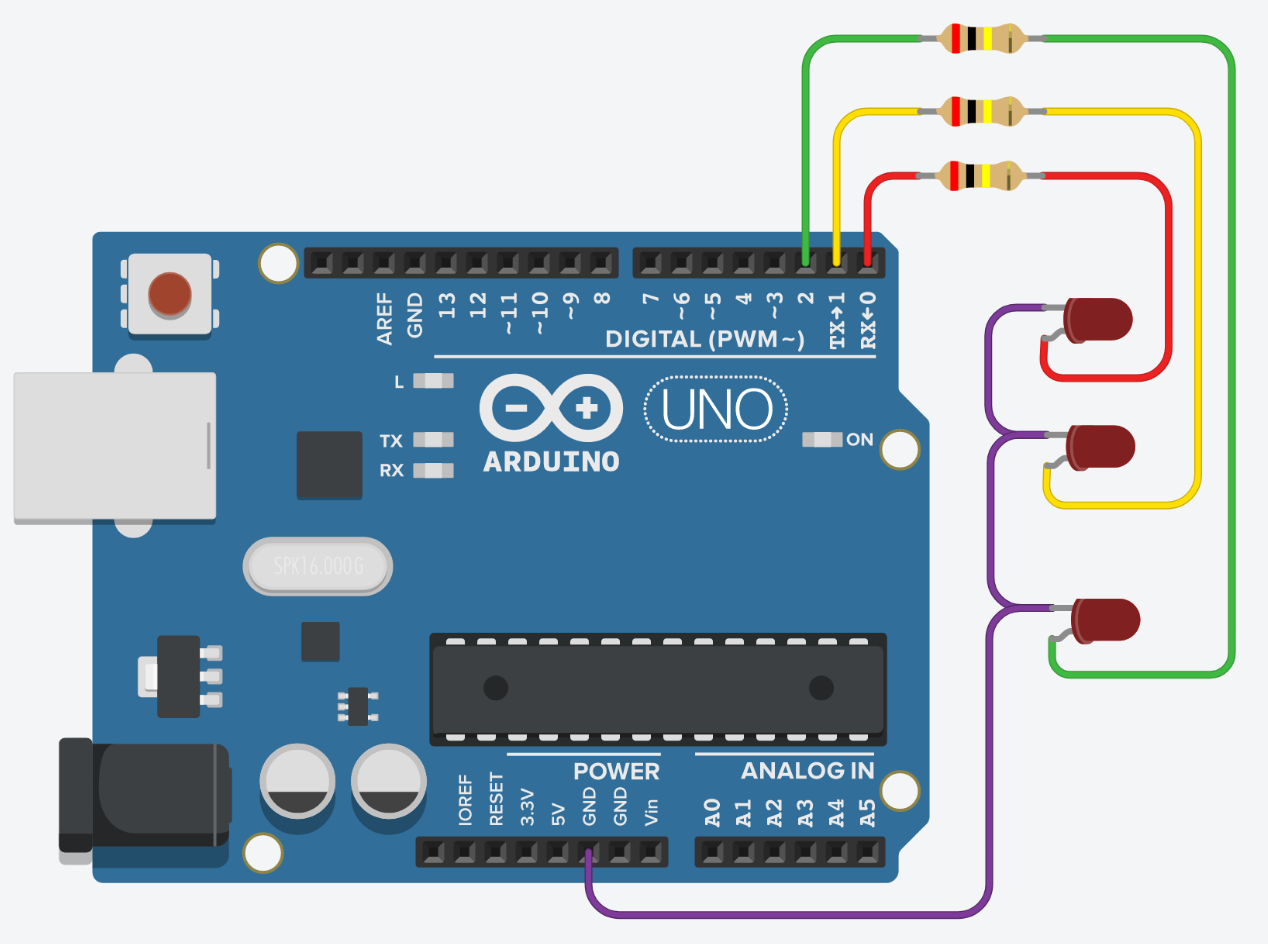 AREF
GND
13
12
~11
~10
~9
8
7
~6
~5
4
~3
2
TX→1
RX←0
DIGITAL (PWM ~)
L
TX
RX
ARDUINO
UNO
ON
SPK16.000G
POWER
ANALOG IN
IOREF
RESET
3.3V
5V
GND
GND
Vin
A0
A1
A2
A3
A4
A5